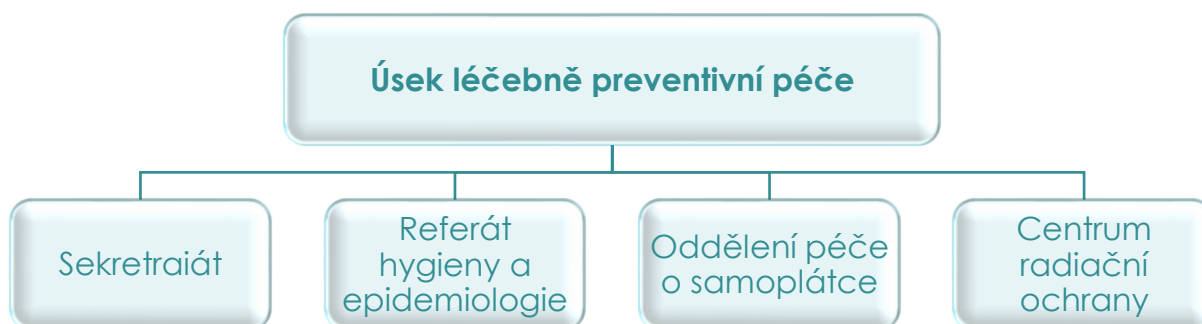 Úsek léčebně preventivní péče
Sekretraiát
Referát
hygieny a
epidemiologie
Oddělení péče
o samoplátce
Centrum
radiační
ochrany